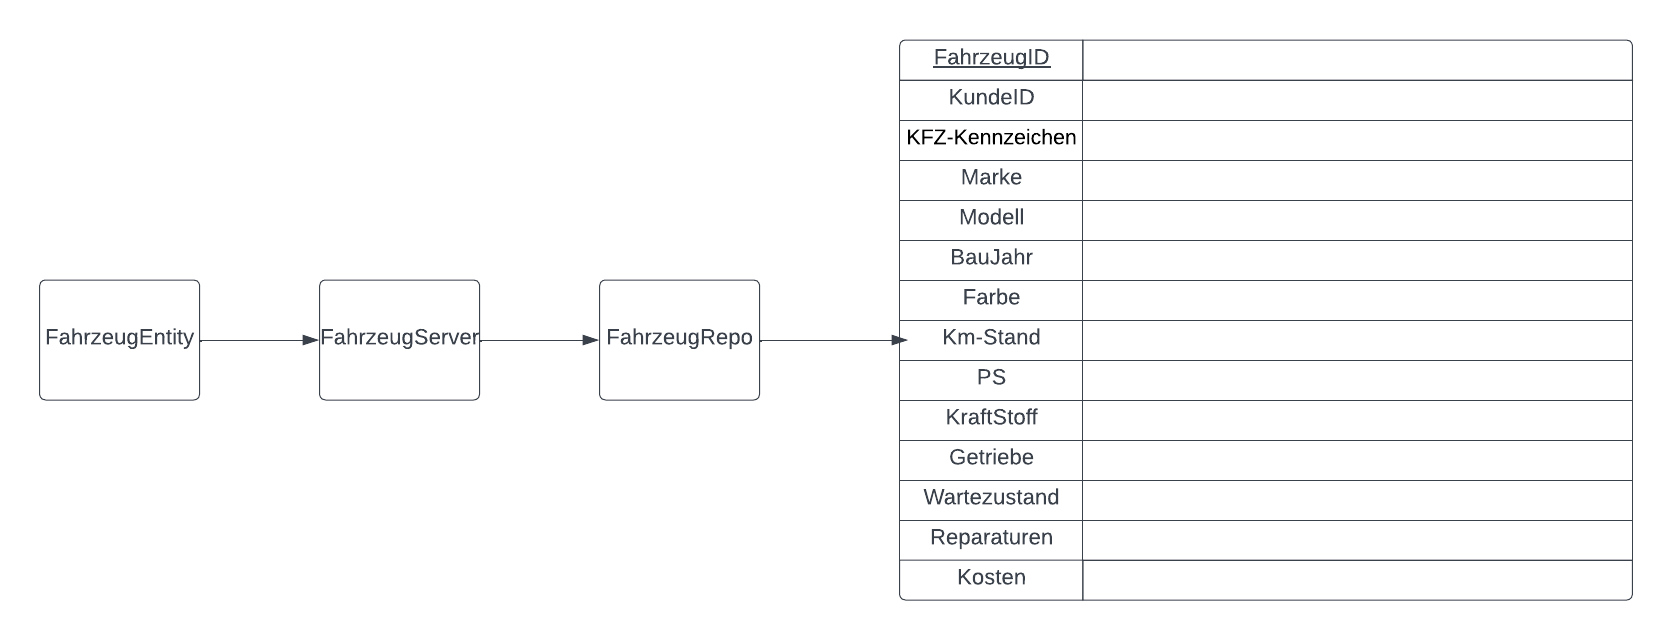 FahrzeugEntity
FahrzeugServer
FahrzeugRepo
FahrzeugID
KundeID
KFZ-Kennzeichen
Marke
Modell
BauJahr
Farbe
Km-Stand
PS
KraftStoff
Getriebe
Wartezustand
Reparaturen
Kosten